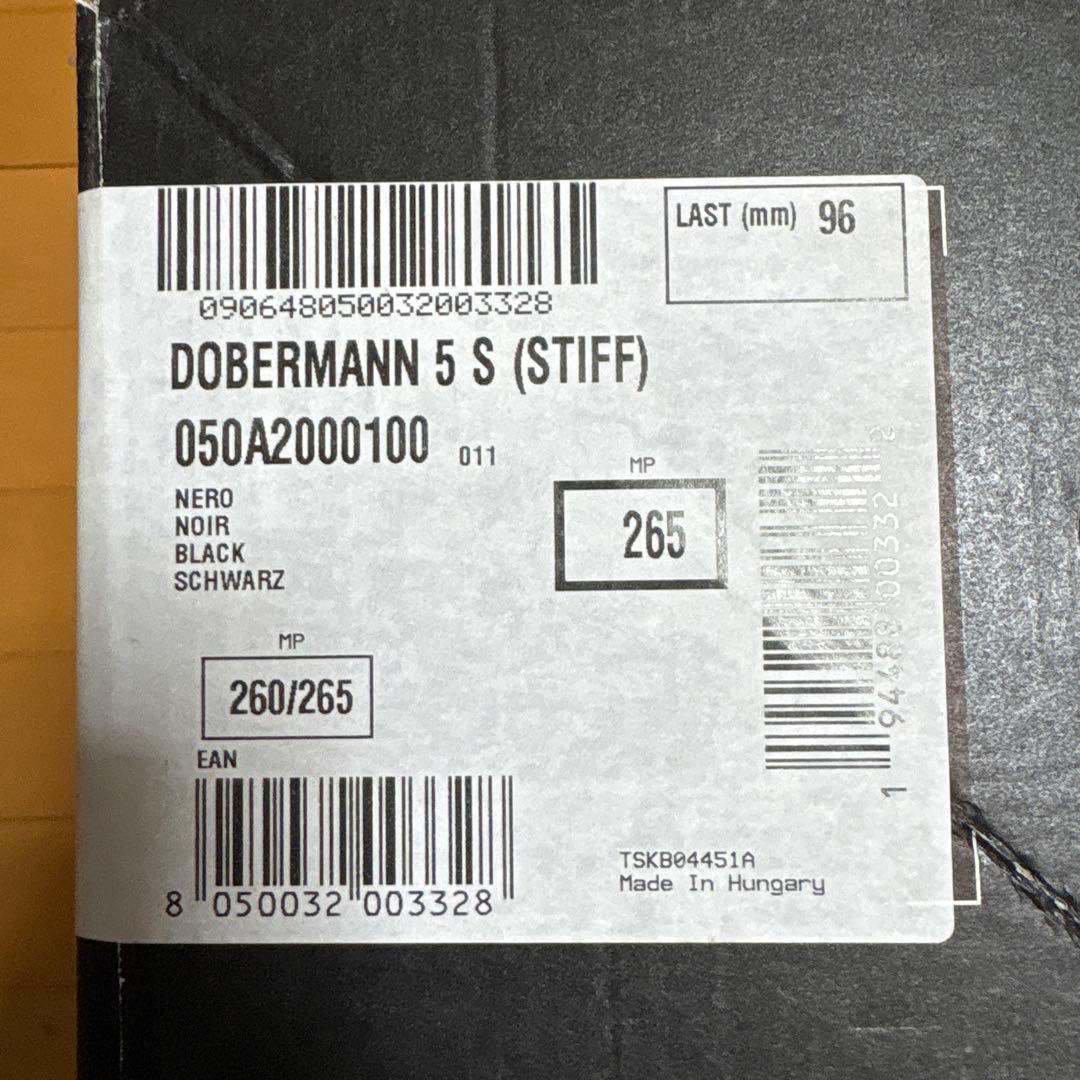 LAST (mm) 96
090648050032003328
DOBERMANN 5 S (STIFF)
050A2000100 011
NERO
NOIR
BLACK
SCHWARZ
MP
265
MP
260/265
EAN
8 050032 003328
TSKB04451A
Made In Hungary